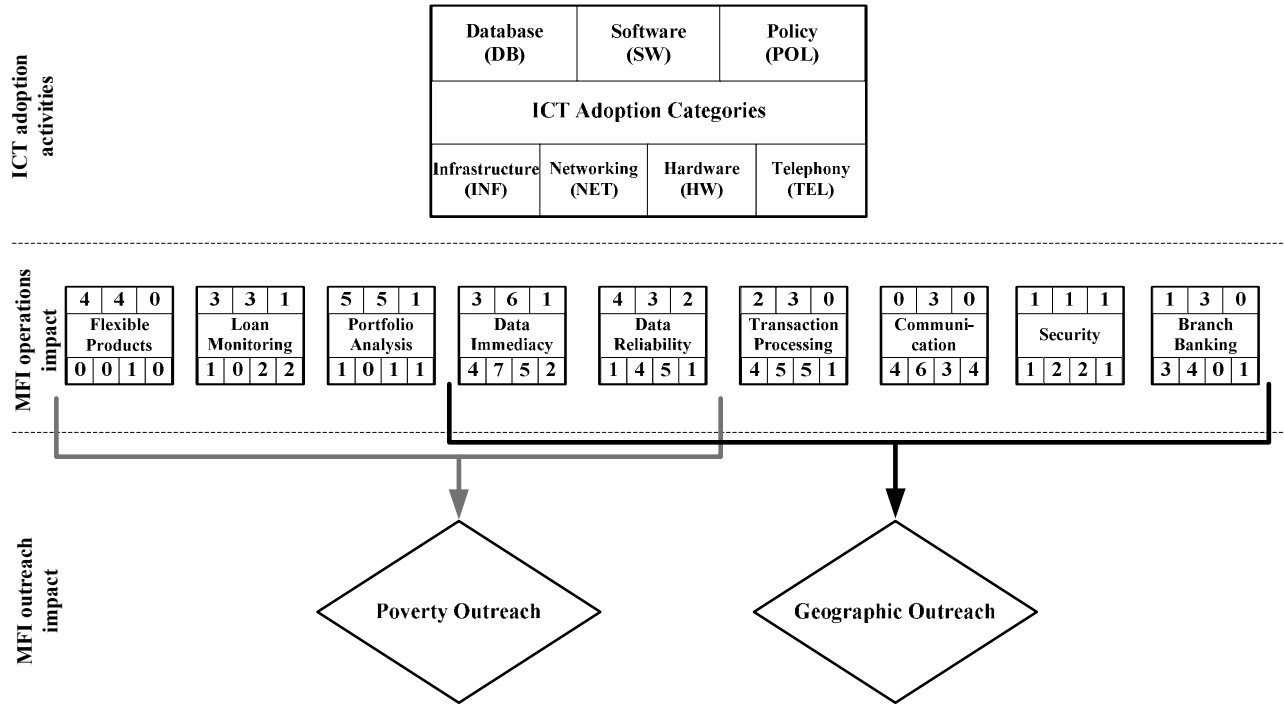 ICT adoption
activities
Database Software Policy
(DB) (SW) (POL)
ICT Adoption Categories
Infrastructure Networking Hardware Telephony
(INF) (NET) (HW) (TEL)
MFI operations
impact
4 4 0
Flexible
Products
0 0 1 0
3 3 1
Loan
Monitoring
1 0 2 2
5 5 1
Portfolio
Analysis
1 0 1 1
3 6 1
Data
Immediacy
4 7 5 2
4 3 2
Data
Reliability
1 4 5 1
2 3 0
Transaction
Processing
4 5 5 1
0 3 0
Communi-
cation
4 6 3 4
1 1 1
Security
1 2 2 1
1 3 0
Branch
Banking
3 4 0 1
MFI outreach
impact
Poverty Outreach
Geographic Outreach